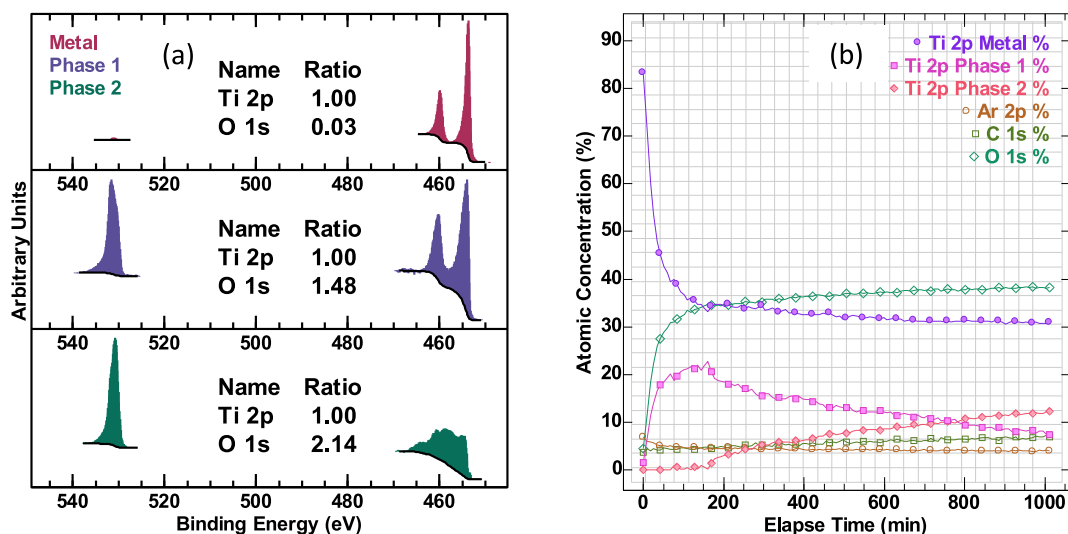 Metal
Phase 1
Phase 2
(a)
Name Ratio
Ti 2p 1.00
O 1s 0.03
540 520 500 480 460
Name Ratio
Ti 2p 1.00
O 1s 1.48
540 520 500 480 460
Name Ratio
Ti 2p 1.00
O 1s 2.14
540 520 500 480 460
Binding Energy (eV)
Arbitrary Units
(b)
Ti 2p Metal %
Ti 2p Phase 1 %
Ti 2p Phase 2 %
Ar 2p %
C 1s %
O 1s %
90
80
70
60
50
40
30
20
10
0
0 200 400 600 800 1000
Elapse Time (min)
Atomic Concentration (%)